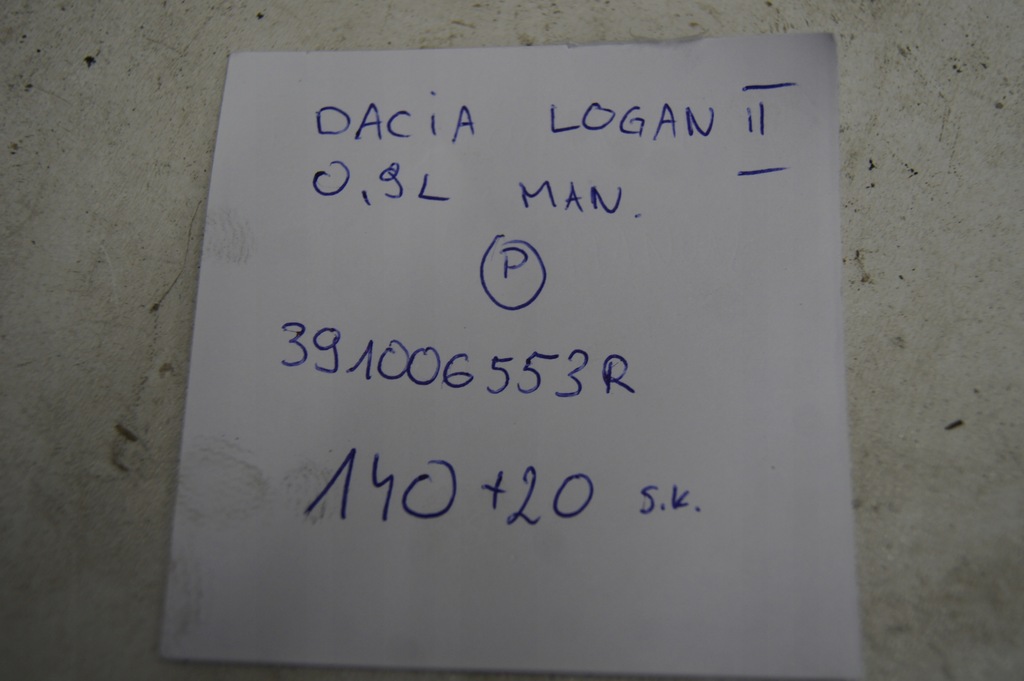 DACiA LOGAN II
0,9L MAN.
P
391006553R
140 +20 s.k.